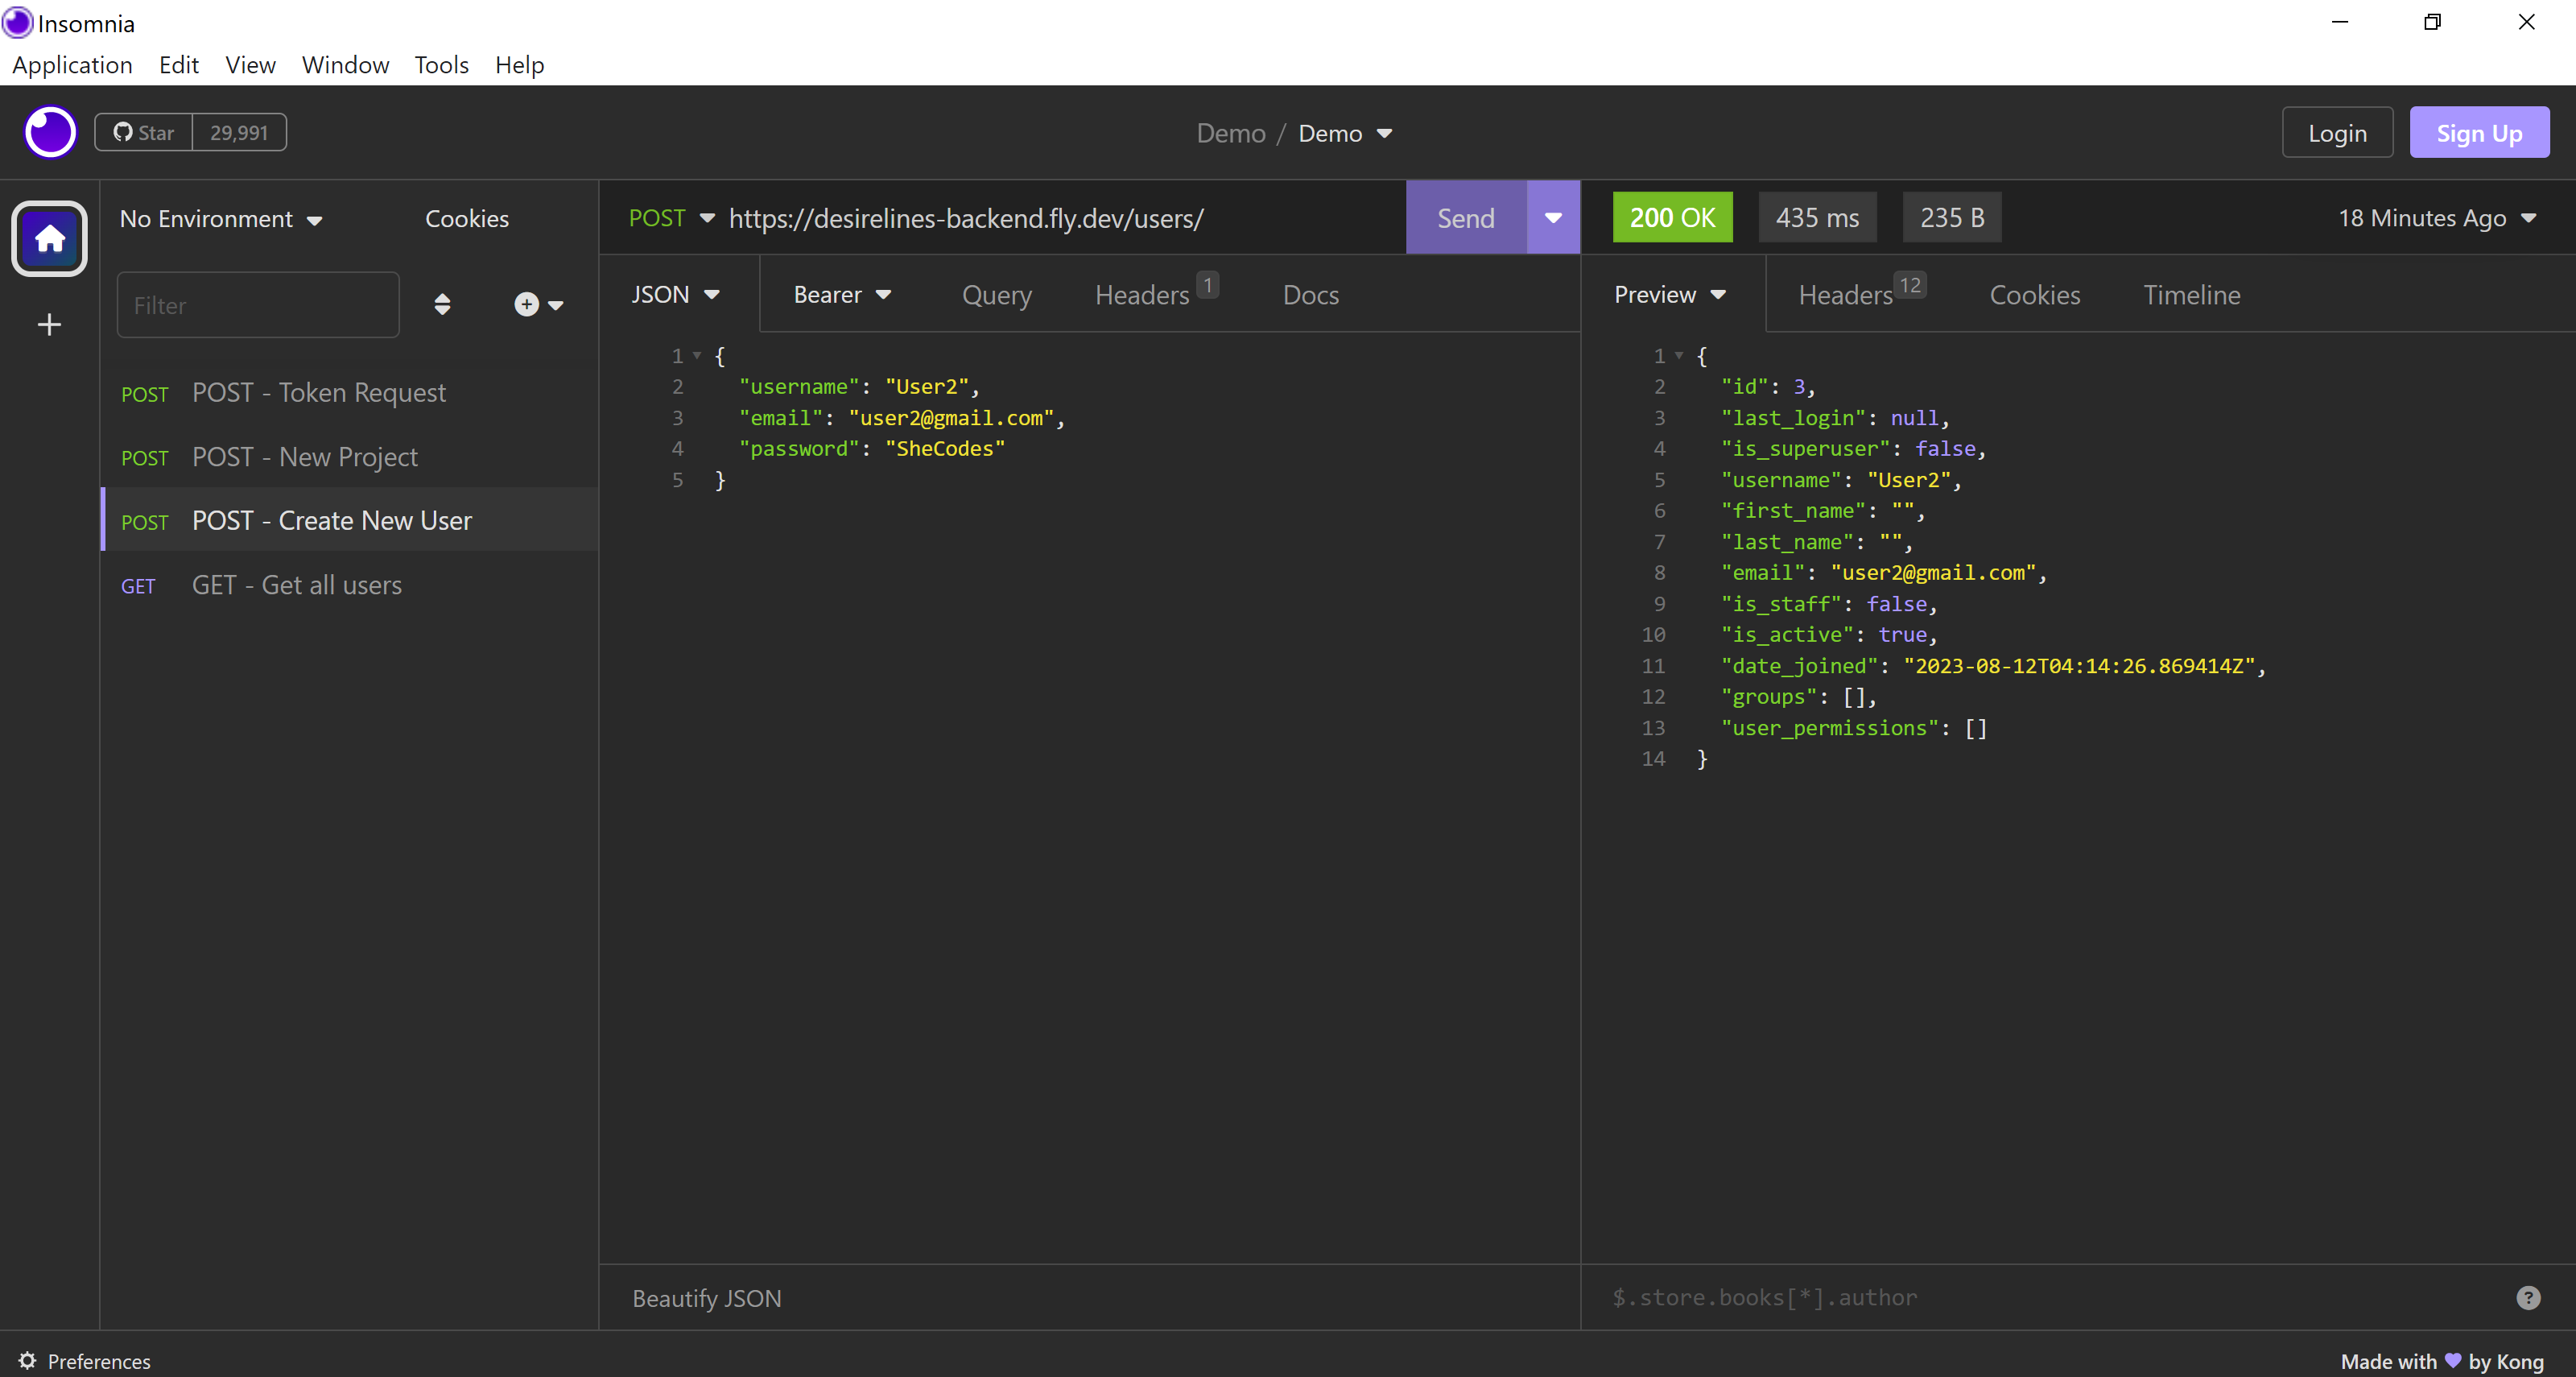 Insomnia
Application Edit View Window Tools Help
Star 29,991
Demo / Demo
Login Sign Up
No Environment Cookies
POST https://desirelines-backend.fly.dev/users/ Send
200 OK 435 ms 235 B 18 Minutes Ago
Filter
JSON Bearer Query Headers 1 Docs
Preview Headers 12 Cookies Timeline
POST POST - Token Request
POST POST - New Project
POST POST - Create New User
GET GET - Get all users
1 {
2 "username": "User2",
3 "email": "user2@gmail.com",
4 "password": "SheCodes"
5 }
1 {
2 "id": 3,
3 "last_login": null,
4 "is_superuser": false,
5 "username": "User2",
6 "first_name": "",
7 "last_name": "",
8 "email": "user2@gmail.com",
9 "is_staff": false,
10 "is_active": true,
11 "date_joined": "2023-08-12T04:14:26.869414Z",
12 "groups": [],
13 "user_permissions": []
14 }
Beautify JSON
$.store.books[*].author ?
Preferences
Made with 💜 by Kong